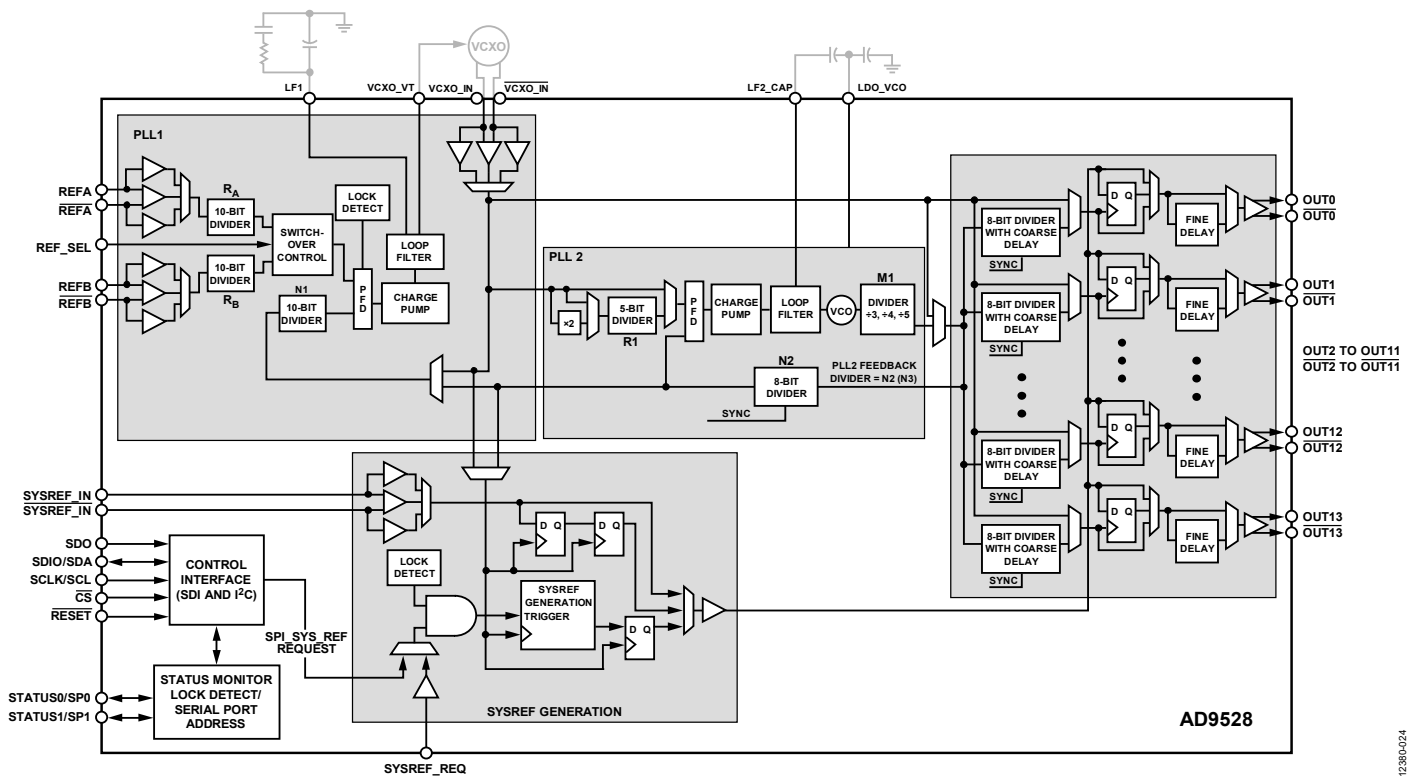 VCXO
LF1
VCXO_VT
VCXO_IN
VCXO_IN
LF2_CAP
LDO_VCO
PLL1
REFA
REFA
REF_SEL
REFB
REFB
RA
10-BIT
DIVIDER
10-BIT
DIVIDER
RB
SWITCH-
OVER
CONTROL
LOCK
DETECT
LOOP
FILTER
CHARGE
PUMP
P
F
D
N1
10-BIT
DIVIDER
PLL 2
×2
5-BIT
DIVIDER
R1
P
F
D
CHARGE
PUMP
LOOP
FILTER
VCO
M1
DIVIDER
÷3, ÷4, ÷5
N2
8-BIT
DIVIDER
SYNC
PLL2 FEEDBACK
DIVIDER = N2 (N3)
8-BIT DIVIDER
WITH COARSE
DELAY
SYNC
D Q
FINE
DELAY
OUT0
OUT0
8-BIT DIVIDER
WITH COARSE
DELAY
SYNC
D Q
FINE
DELAY
OUT1
OUT1
OUT2 TO OUT11
OUT2 TO OUT11
8-BIT DIVIDER
WITH COARSE
DELAY
SYNC
D Q
FINE
DELAY
OUT12
OUT12
8-BIT DIVIDER
WITH COARSE
DELAY
SYNC
D Q
FINE
DELAY
OUT13
OUT13
SYSREF_IN
SYSREF_IN
SDO
SDIO/SDA
SCLK/SCL
CS
RESET
CONTROL
INTERFACE
(SDI AND I2C)
SPI_SYS_REF
REQUEST
STATUS MONITOR
LOCK DETECT/
SERIAL PORT
ADDRESS
STATUS0/SP0
STATUS1/SP1
LOCK
DETECT
D Q
D Q
SYSREF
GENERATION
TRIGGER
D Q
SYSREF GENERATION
SYSREF_REQ
AD9528
12380-024